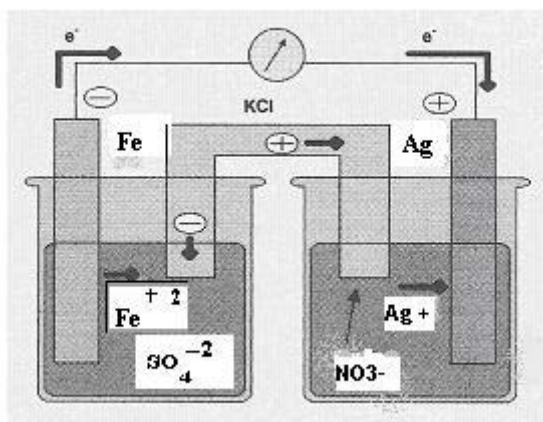 e-
e-
−
+
KCl
Fe
Ag
+
−
Fe+2
SO4−2
Ag +
NO3-